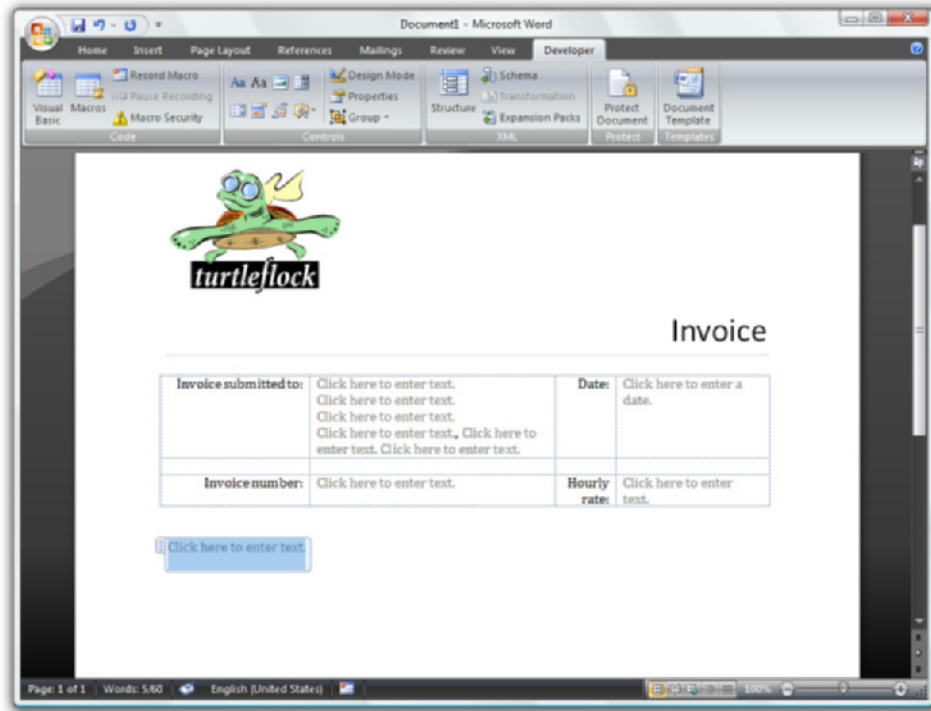 Document1 - Microsoft Word
Home Insert Page Layout References Mailings Review View Developer
Visual Basic
Macros
Record Macro
Pause Recording
Macro Security
Code
Aa Aa
Design Mode
Properties
Group
Controls
Structure
Schema
Transformation
Expansion Packs
XML
Protect Document
Protect
Document Template
Templates
turtleflock
Invoice
Invoice submitted to: Click here to enter text. Date: Click here to enter a
Click here to enter text. date.
Click here to enter text.
Click here to enter text., Click here to
enter text. Click here to enter text.
Invoice number: Click here to enter text. Hourly Click here to enter
rate: text.
Click here to enter text.
Page: 1 of 1 Words: 5/60 English (United States) 100%